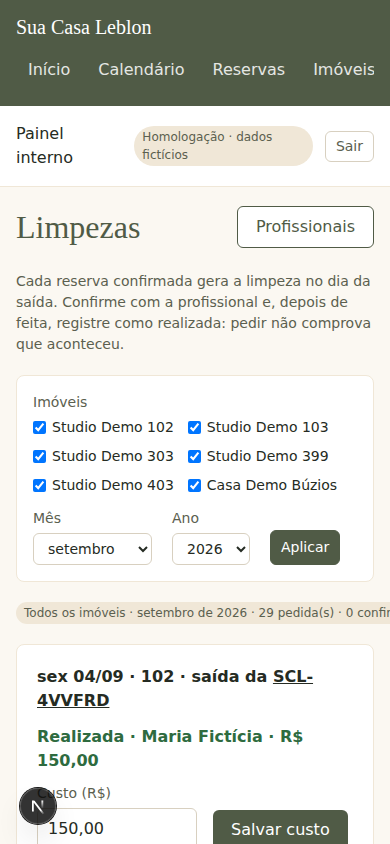 Sua Casa Leblon
Início Calendário Reservas Imóveis
Painel interno
Homologação · dados fictícios
Sair
Limpezas
Profissionais
Cada reserva confirmada gera a limpeza no dia da
saída. Confirme com a profissional e, depois de
feita, registre como realizada: pedir não comprova
que aconteceu.
Imóveis
Studio Demo 102 Studio Demo 103
Studio Demo 303 Studio Demo 399
Studio Demo 403 Casa Demo Búzios
Mês Ano
setembro 2026 Aplicar
Todos os imóveis · setembro de 2026 · 29 pedida(s) · 0
sex 04/09 · 102 · saída da SCL-
4VVFRD
Realizada · Maria Fictícia · R$
150,00
Custo (R$)
150,00 Salvar custo
N